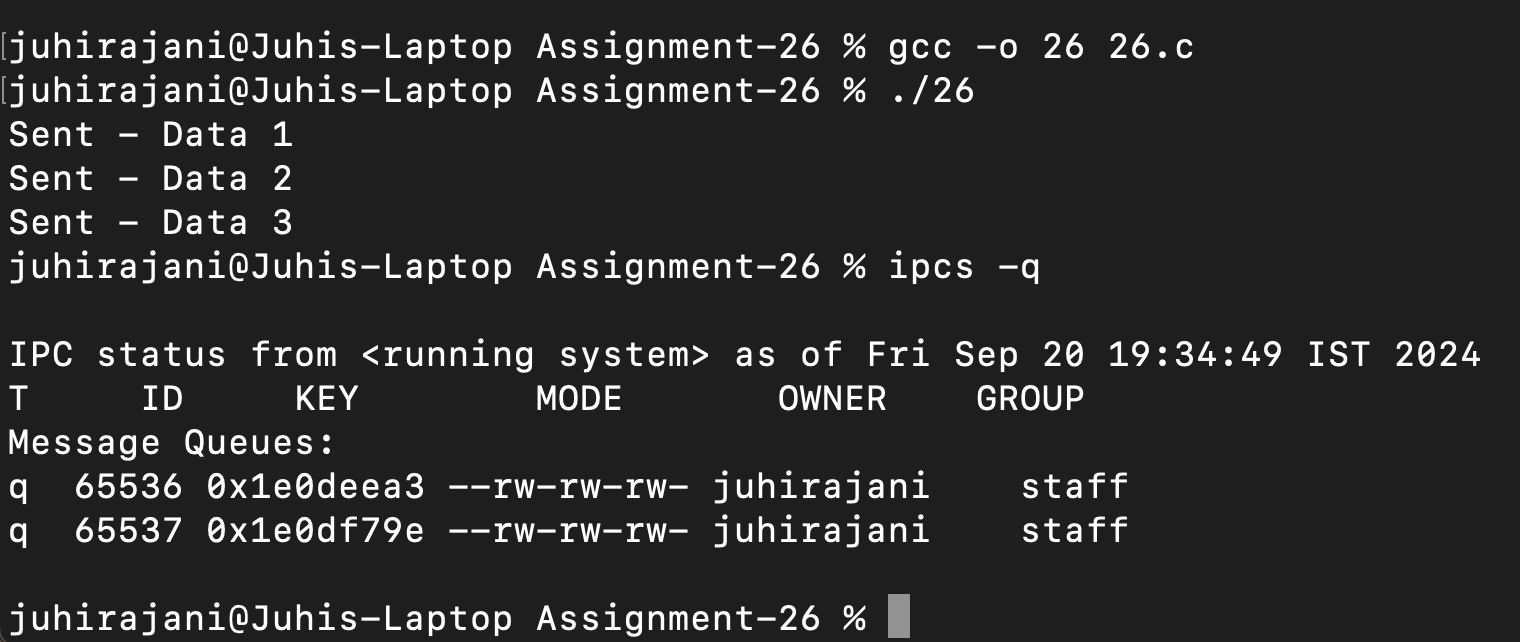 [juhirajani@Juhis-Laptop Assignment-26 % gcc -o 26 26.c
[juhirajani@Juhis-Laptop Assignment-26 % ./26
Sent - Data 1
Sent - Data 2
Sent - Data 3
juhirajani@Juhis-Laptop Assignment-26 % ipcs -q
IPC status from <running system> as of Fri Sep 20 19:34:49 IST 2024
T      ID     KEY        MODE       OWNER    GROUP
Message Queues:
q  65536 0x1e0deea3 --rw-rw-rw- juhirajani    staff
q  65537 0x1e0df79e --rw-rw-rw- juhirajani    staff
juhirajani@Juhis-Laptop Assignment-26 %